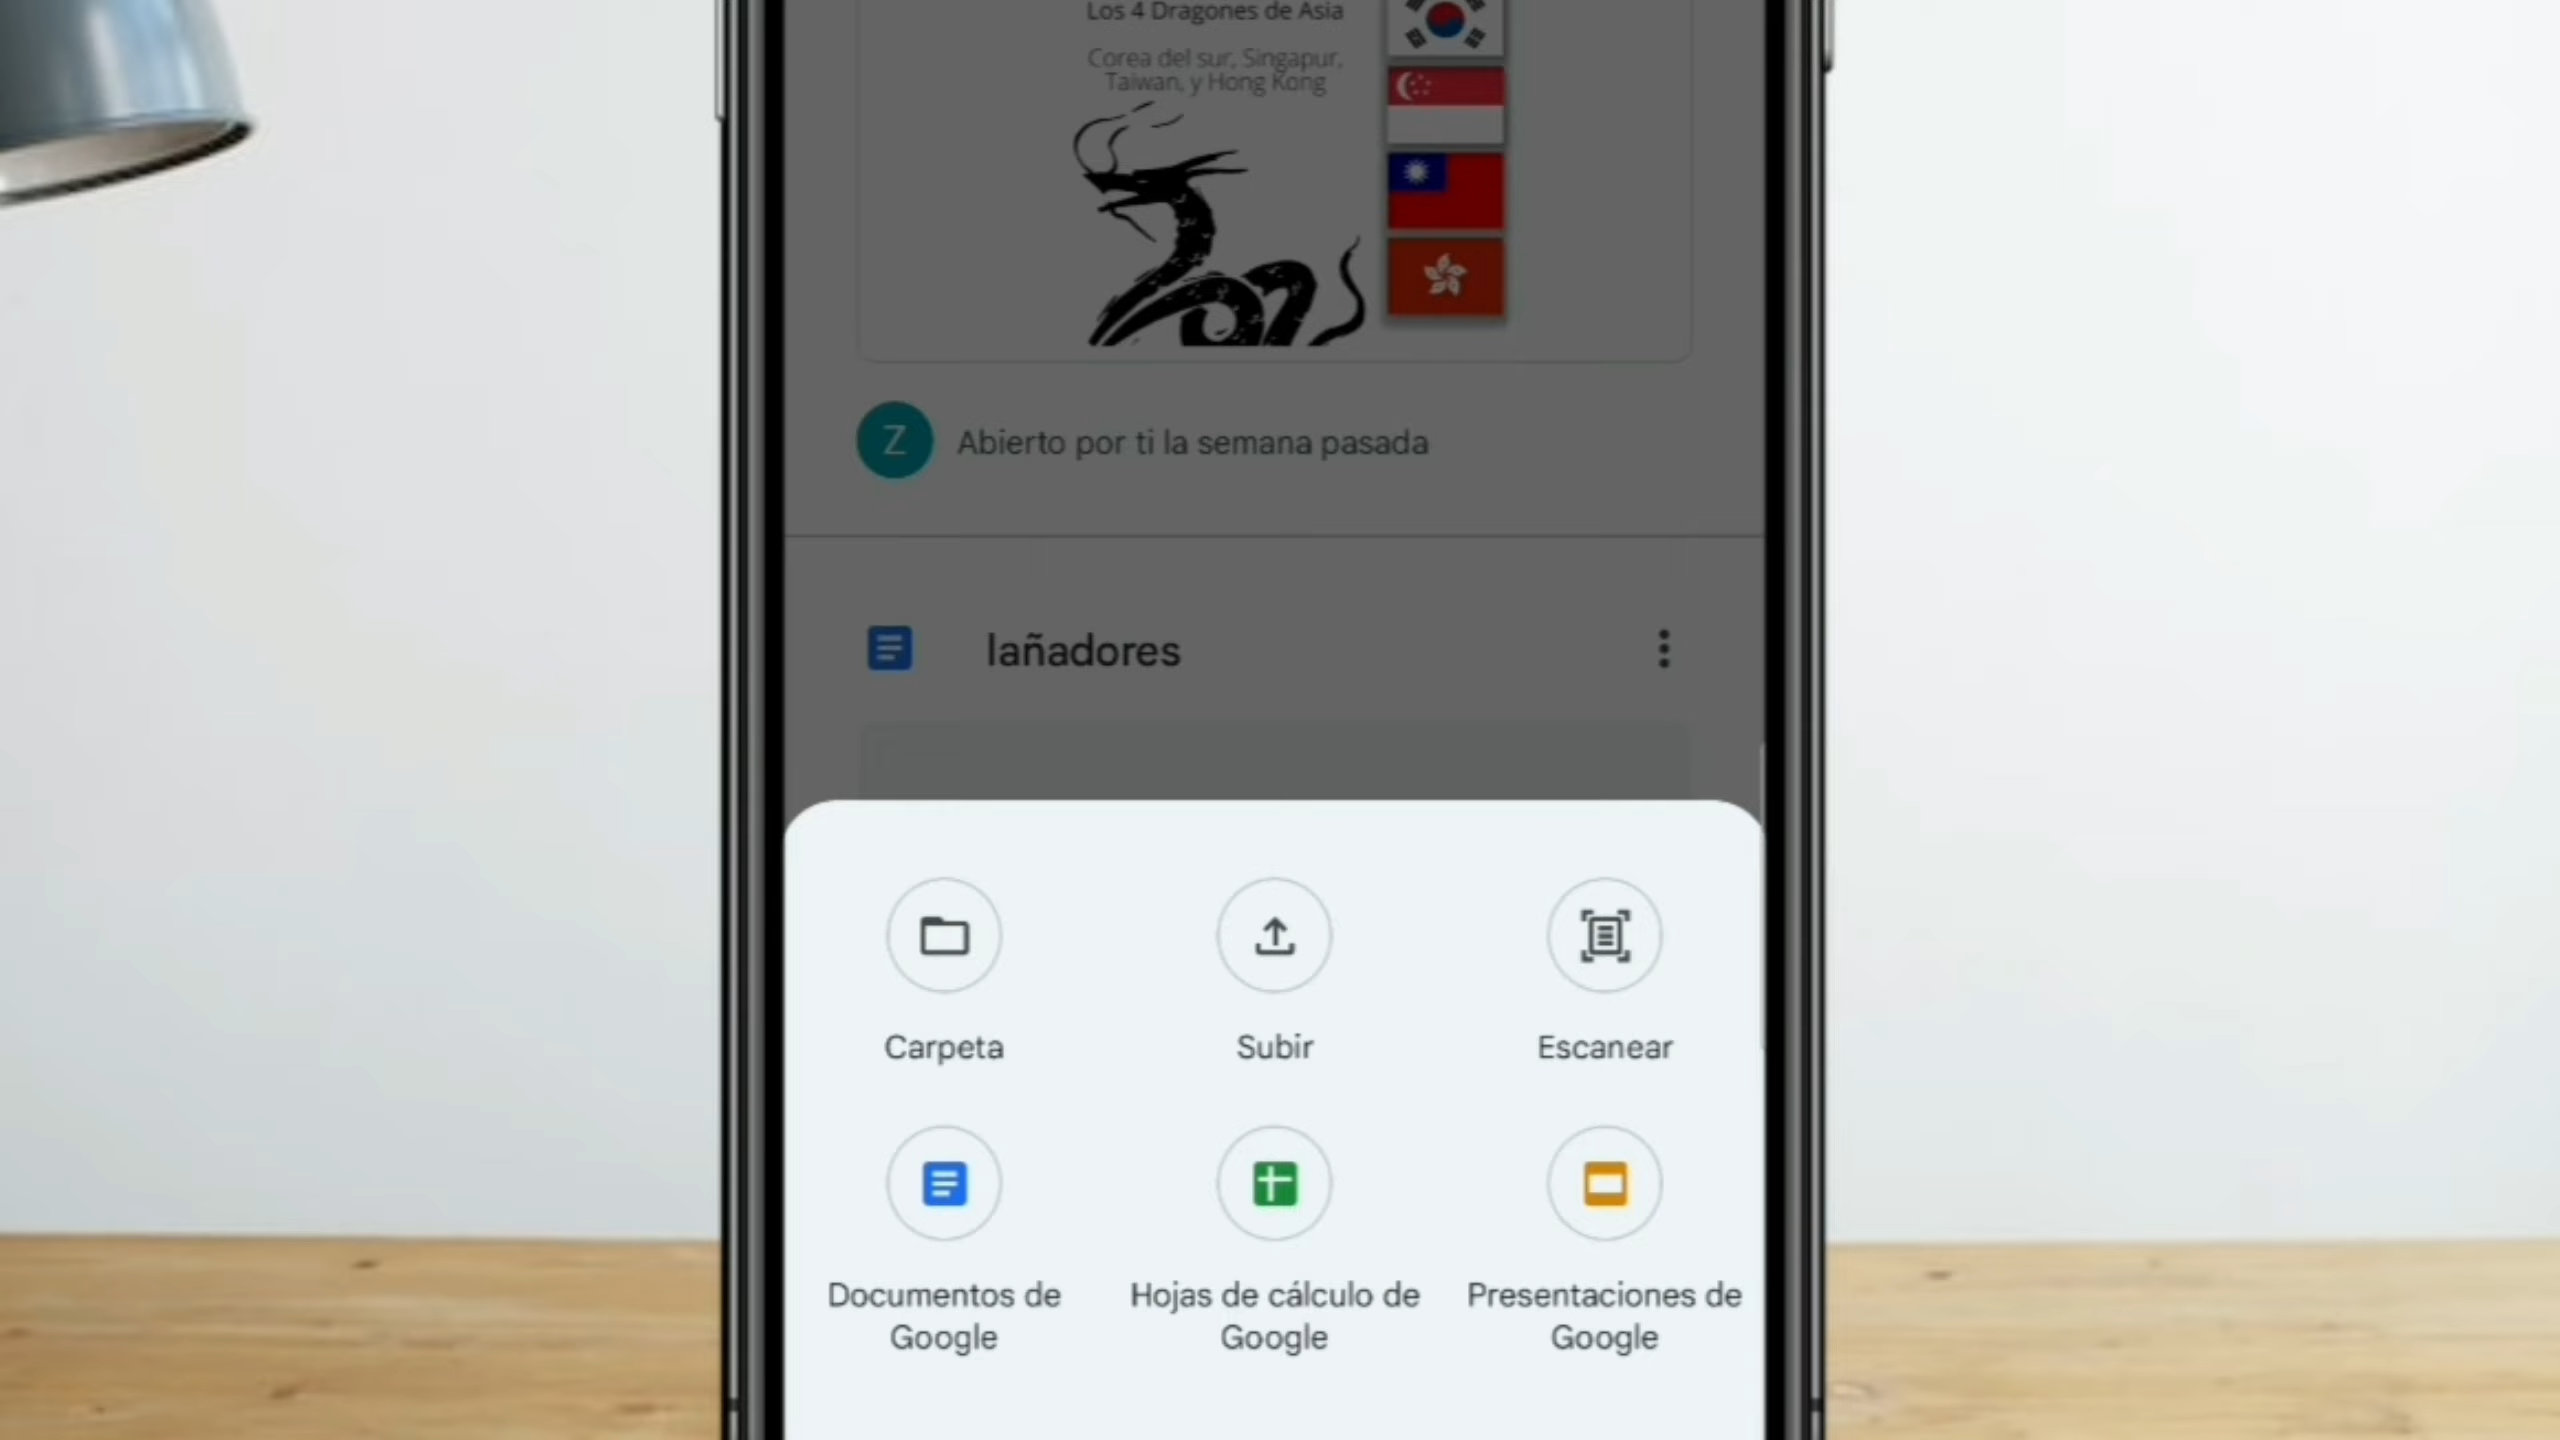 Los 4 Dragones de Asia
Corea del sur, Singapur,
Taiwan, y Hong Kong
Z
Abierto por ti la semana pasada
lañadores
Carpeta
Subir
Escanear
Documentos de
Google
Hojas de cálculo de
Google
Presentaciones de
Google